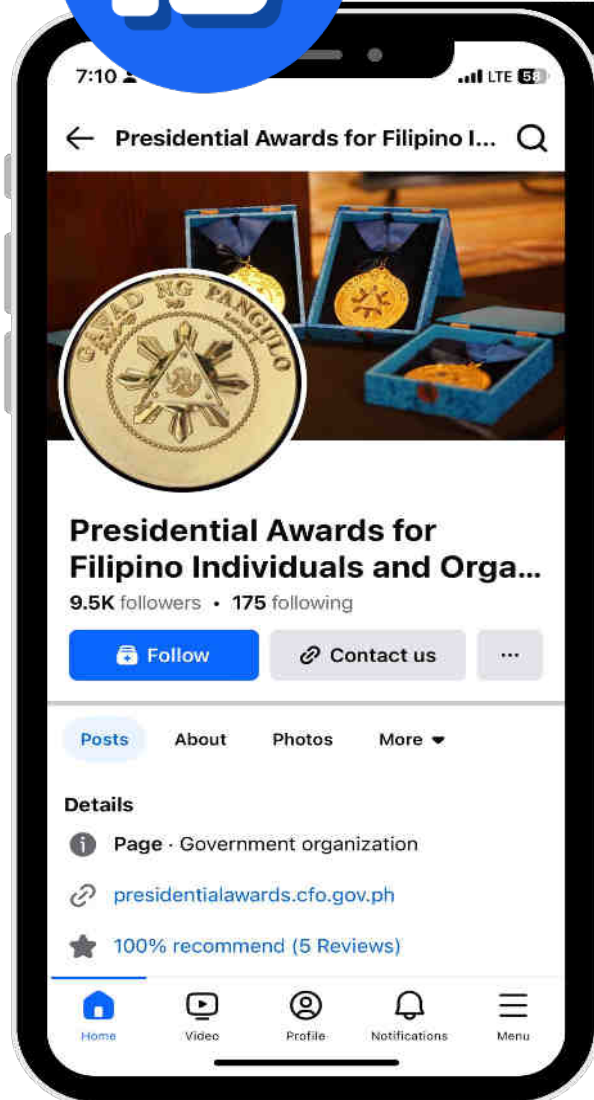 7:10
LTE 58
Presidential Awards for Filipino I...
GAWAD NG PANGULO
Presidential Awards for
Filipino Individuals and Orga...
9.5K followers • 175 following
Follow
Contact us
...
Posts
About
Photos
More
Details
Page · Government organization
presidentialawards.cfo.gov.ph
100% recommend (5 Reviews)
Home
Video
Profile
Notifications
Menu